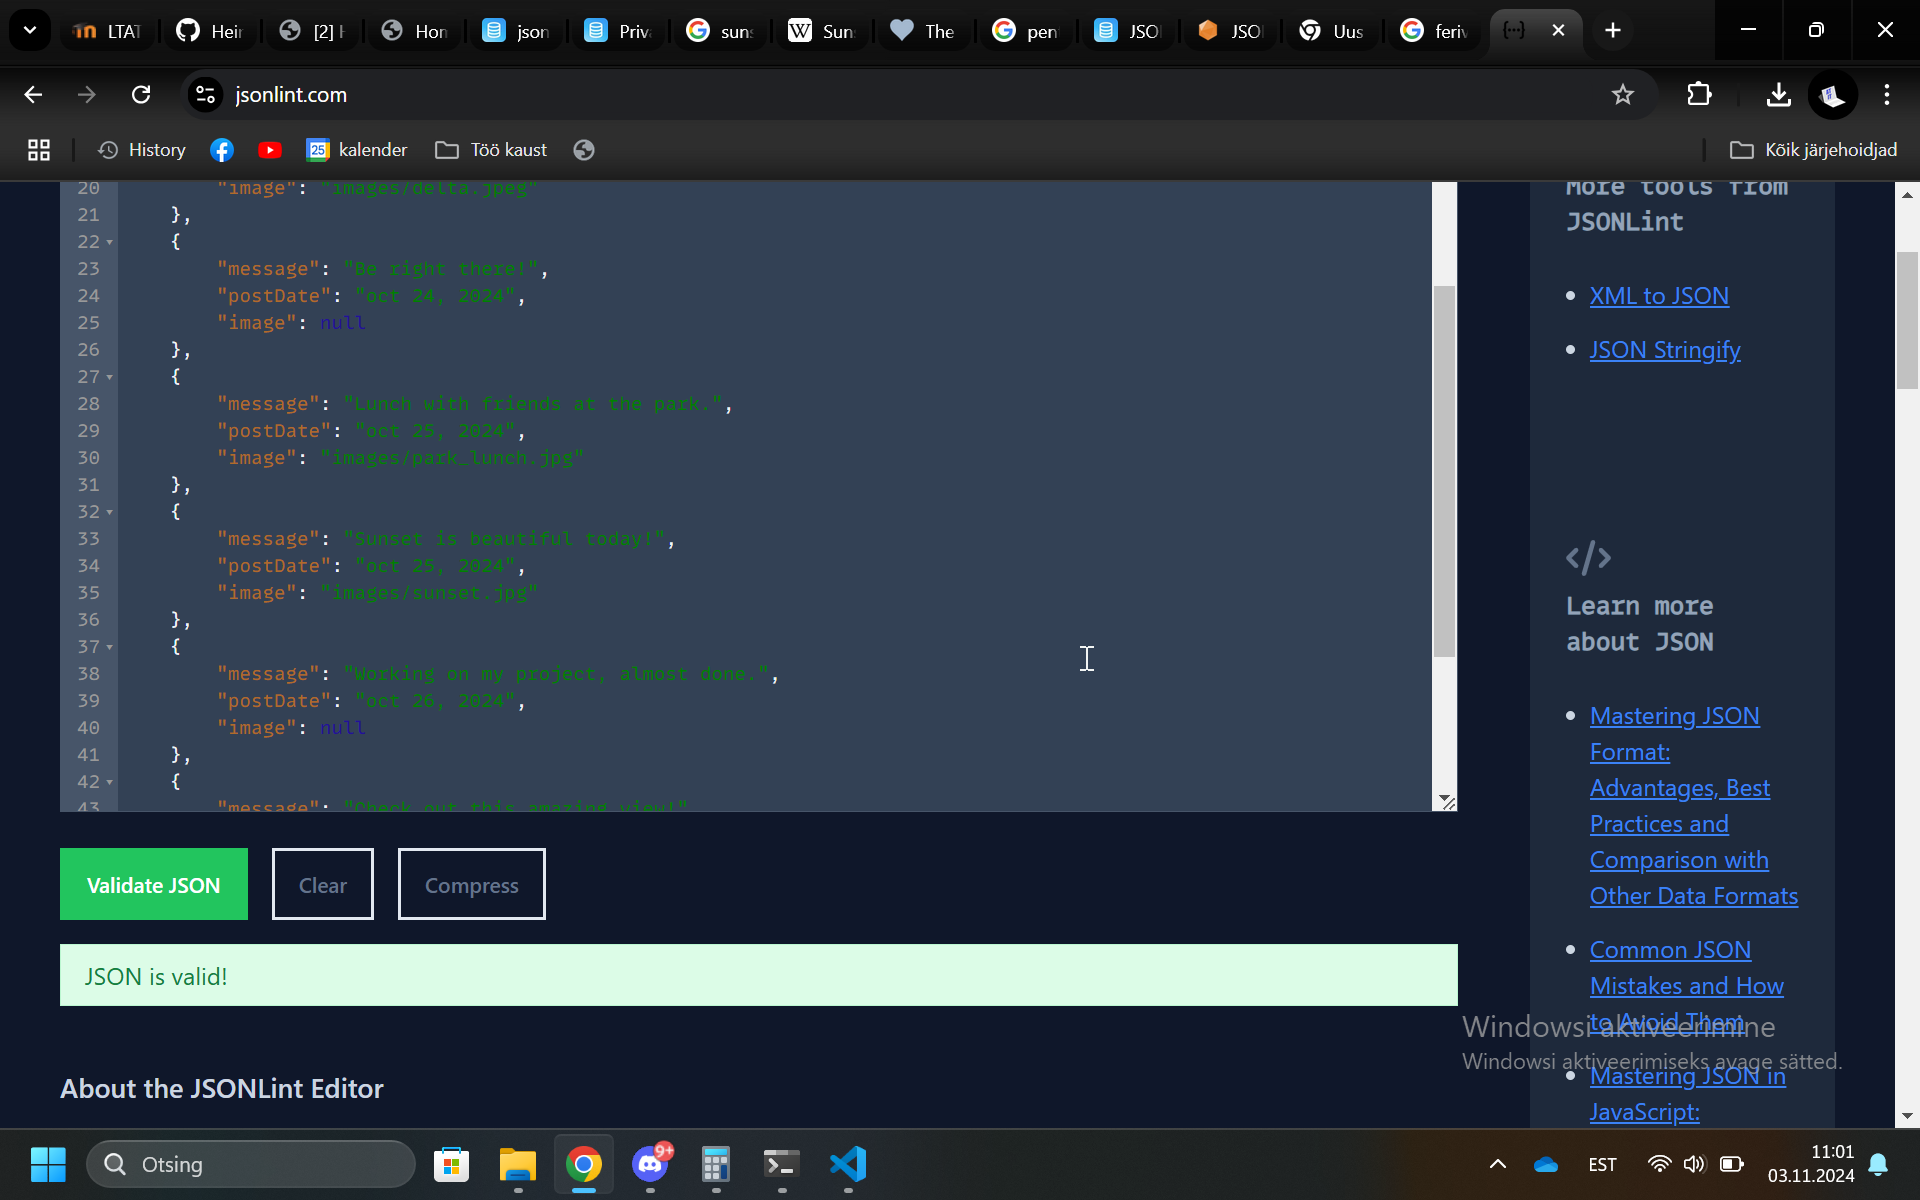 LTAT
Hein
[2] H
Hom
json
Priva
suns
Sun
The
pen
JSON
JSON
Uus
feriv
jsonlint.com
History
kalender
Töö kaust
Kõik järjehoidjad
20 "image": "images/delta.jpeg"
21 },
22 {
23 "message": "Be right there!",
24 "postDate": "oct 24, 2024",
25 "image": null
26 },
27 {
28 "message": "Lunch with friends at the park.",
29 "postDate": "oct 25, 2024",
30 "image": "images/park_lunch.jpg"
31 },
32 {
33 "message": "Sunset is beautiful today!",
34 "postDate": "oct 25, 2024",
35 "image": "images/sunset.jpg"
36 },
37 {
38 "message": "Working on my project, almost done.",
39 "postDate": "oct 26, 2024",
40 "image": null
41 },
42 {
43 "message": "Check out this amazing view!"
Validate JSON
Clear
Compress
JSON is valid!
About the JSONLint Editor
More tools from
JSONLint
XML to JSON
JSON Stringify
</>
Learn more
about JSON
Mastering JSON
Format:
Advantages, Best
Practices and
Comparison with
Other Data Formats
Common JSON
Mistakes and How
to Avoid Them
Mastering JSON in
JavaScript:
Windowsi aktiveerimine
Windowsi aktiveerimiseks avage sätted.
Otsing
9+
EST
11:01
03.11.2024